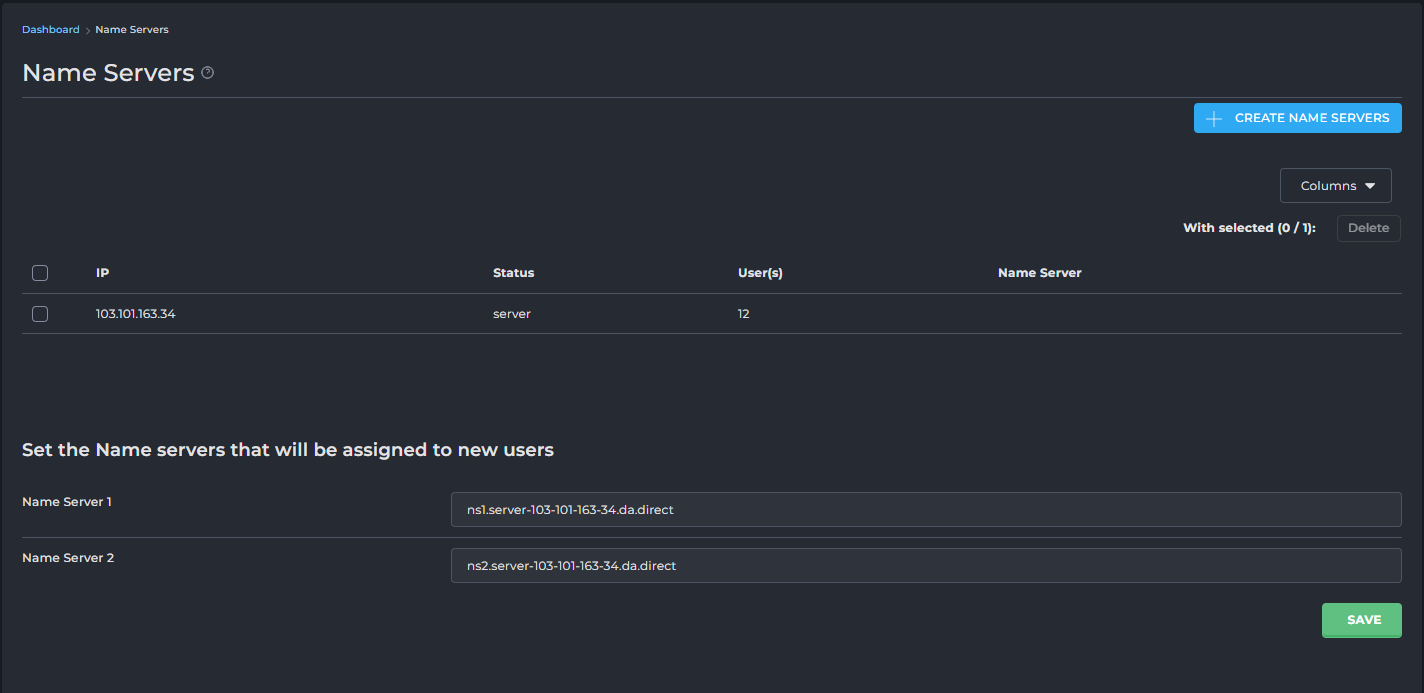 Dashboard > Name Servers
Name Servers ?
CREATE NAME SERVERS
Columns
With selected (0 / 1): Delete
IP Status User(s) Name Server
103.101.163.34 server 12
Set the Name servers that will be assigned to new users
Name Server 1 ns1.server-103-101-163-34.da.direct
Name Server 2 ns2.server-103-101-163-34.da.direct
SAVE